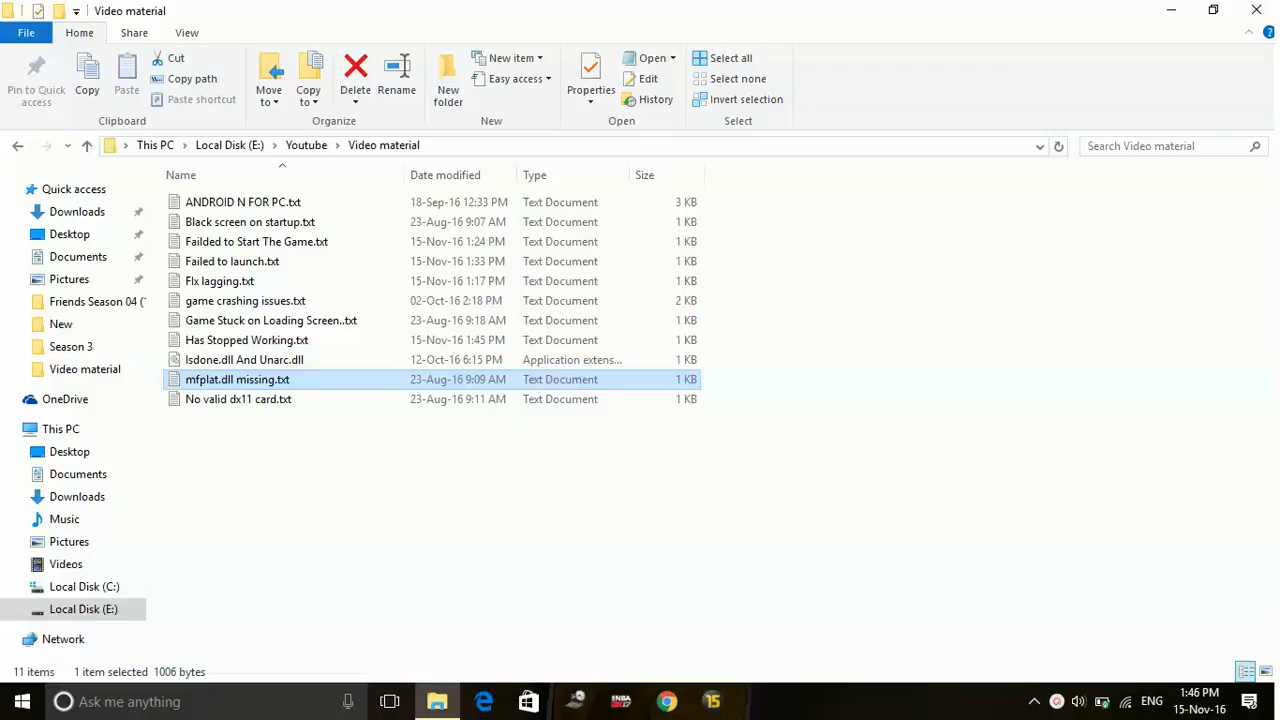 Video material
File Home Share View
Pin to Quick access
Copy
Paste
Cut
Copy path
Paste shortcut
Clipboard
Move to
Copy to
Delete
Rename
Organize
New folder
New item
Easy access
New
Properties
Open
Edit
History
Open
Select all
Select none
Invert selection
Select
This PC Local Disk (E:) Youtube Video material
Search Video material
Name Date modified Type Size
ANDROID N FOR PC.txt 18-Sep-16 12:33 PM Text Document 3 KB
Black screen on startup.txt 23-Aug-16 9:07 AM Text Document 1 KB
Failded to Start The Game.txt 15-Nov-16 1:24 PM Text Document 1 KB
Failed to launch.txt 15-Nov-16 1:33 PM Text Document 1 KB
FIx lagging.txt 15-Nov-16 1:17 PM Text Document 1 KB
game crashing issues.txt 02-Oct-16 2:18 PM Text Document 2 KB
Game Stuck on Loading Screen..txt 23-Aug-16 9:18 AM Text Document 1 KB
Has Stopped Working.txt 15-Nov-16 1:45 PM Text Document 1 KB
Isdone.dll And Unarc.dll 12-Oct-16 6:15 PM Application extens... 1 KB
mfplat.dll missing.txt 23-Aug-16 9:09 AM Text Document 1 KB
No valid dx11 card.txt 23-Aug-16 9:11 AM Text Document 1 KB
Quick access
Downloads
Desktop
Documents
Pictures
Friends Season 04 (
New
Season 3
Video material
OneDrive
This PC
Desktop
Documents
Downloads
Music
Pictures
Videos
Local Disk (C:)
Local Disk (E:)
Network
11 items 1 item selected 1006 bytes
Ask me anything
15
ENG
1:46 PM
15-Nov-16